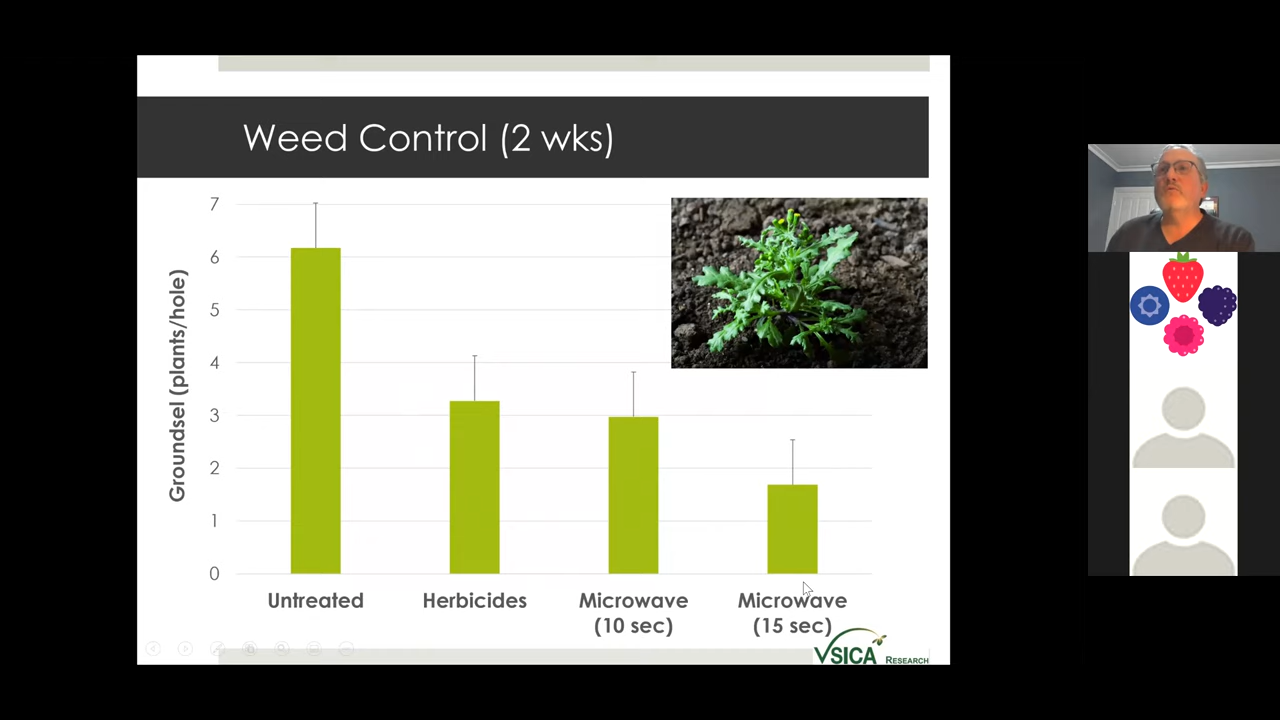 Weed Control (2 wks)
7
6
5
4
3
2
1
0
Groundsel (plants/hole)
Untreated
Herbicides
Microwave
(10 sec)
Microwave
(15 sec)
VSICA RESEARCH